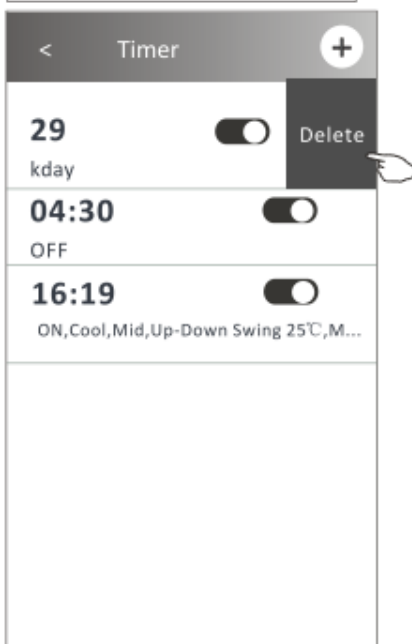 < Timer +
29
kday
Delete
04:30
OFF
16:19
ON,Cool,Mid,Up-Down Swing 25℃,M...